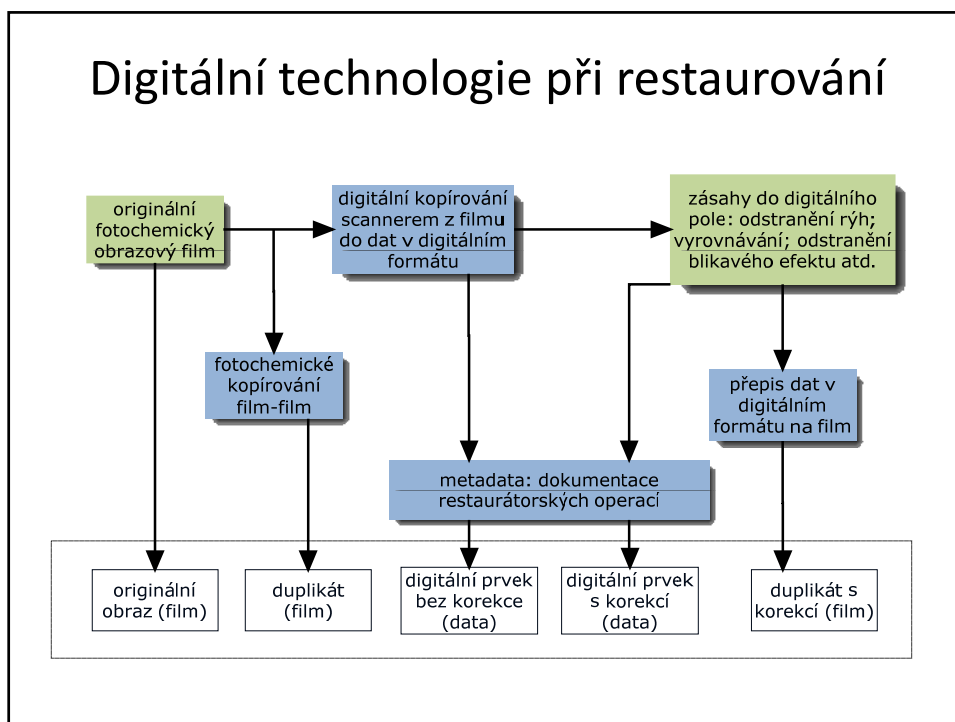 Digitální technologie při restaurování
originální
fotochemický
obrazový film
digitální kopírování
scannerem z filmu
do dat v digitálním
formátu
zásahy do digitálního
pole: odstranění rýh;
vyrovnávání; odstranění
blikavého efektu atd.
fotochemické
kopírování
film-film
přepis dat v
digitálním
formátu na film
metadata: dokumentace
restaurátorských operací
originální
obraz (film)
duplikát
(film)
digitální prvek
bez korekce
(data)
digitální prvek
s korekcí
(data)
duplikát s
korekcí (film)